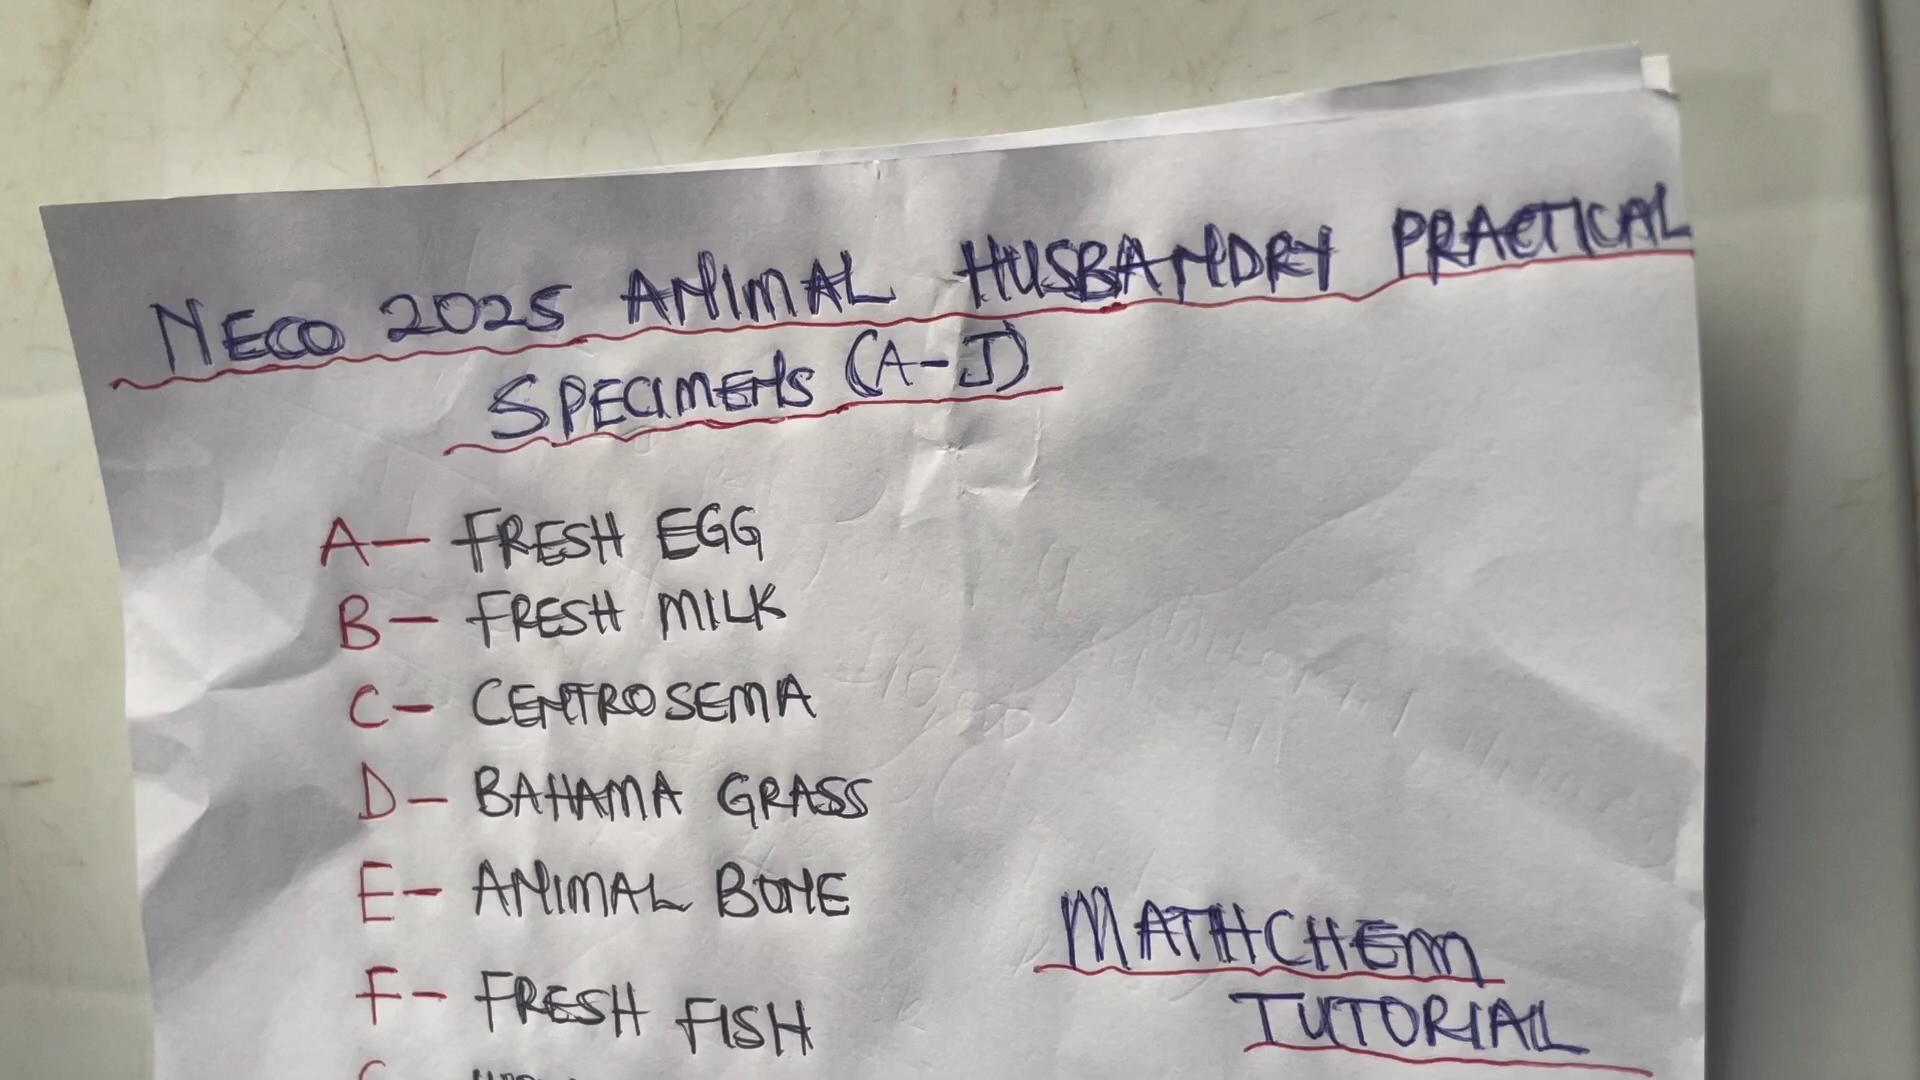 NECO 2025 ANIMAL HUSBANDRY PRACTICAL
SPECIMENS (A-J)
A- FRESH EGG
B- FRESH MILK
C- CENTROSEMA
D- BAHAMA GRASS
E- ANIMAL BONE
F- FRESH FISH
MATHCHEM
TUTORIAL